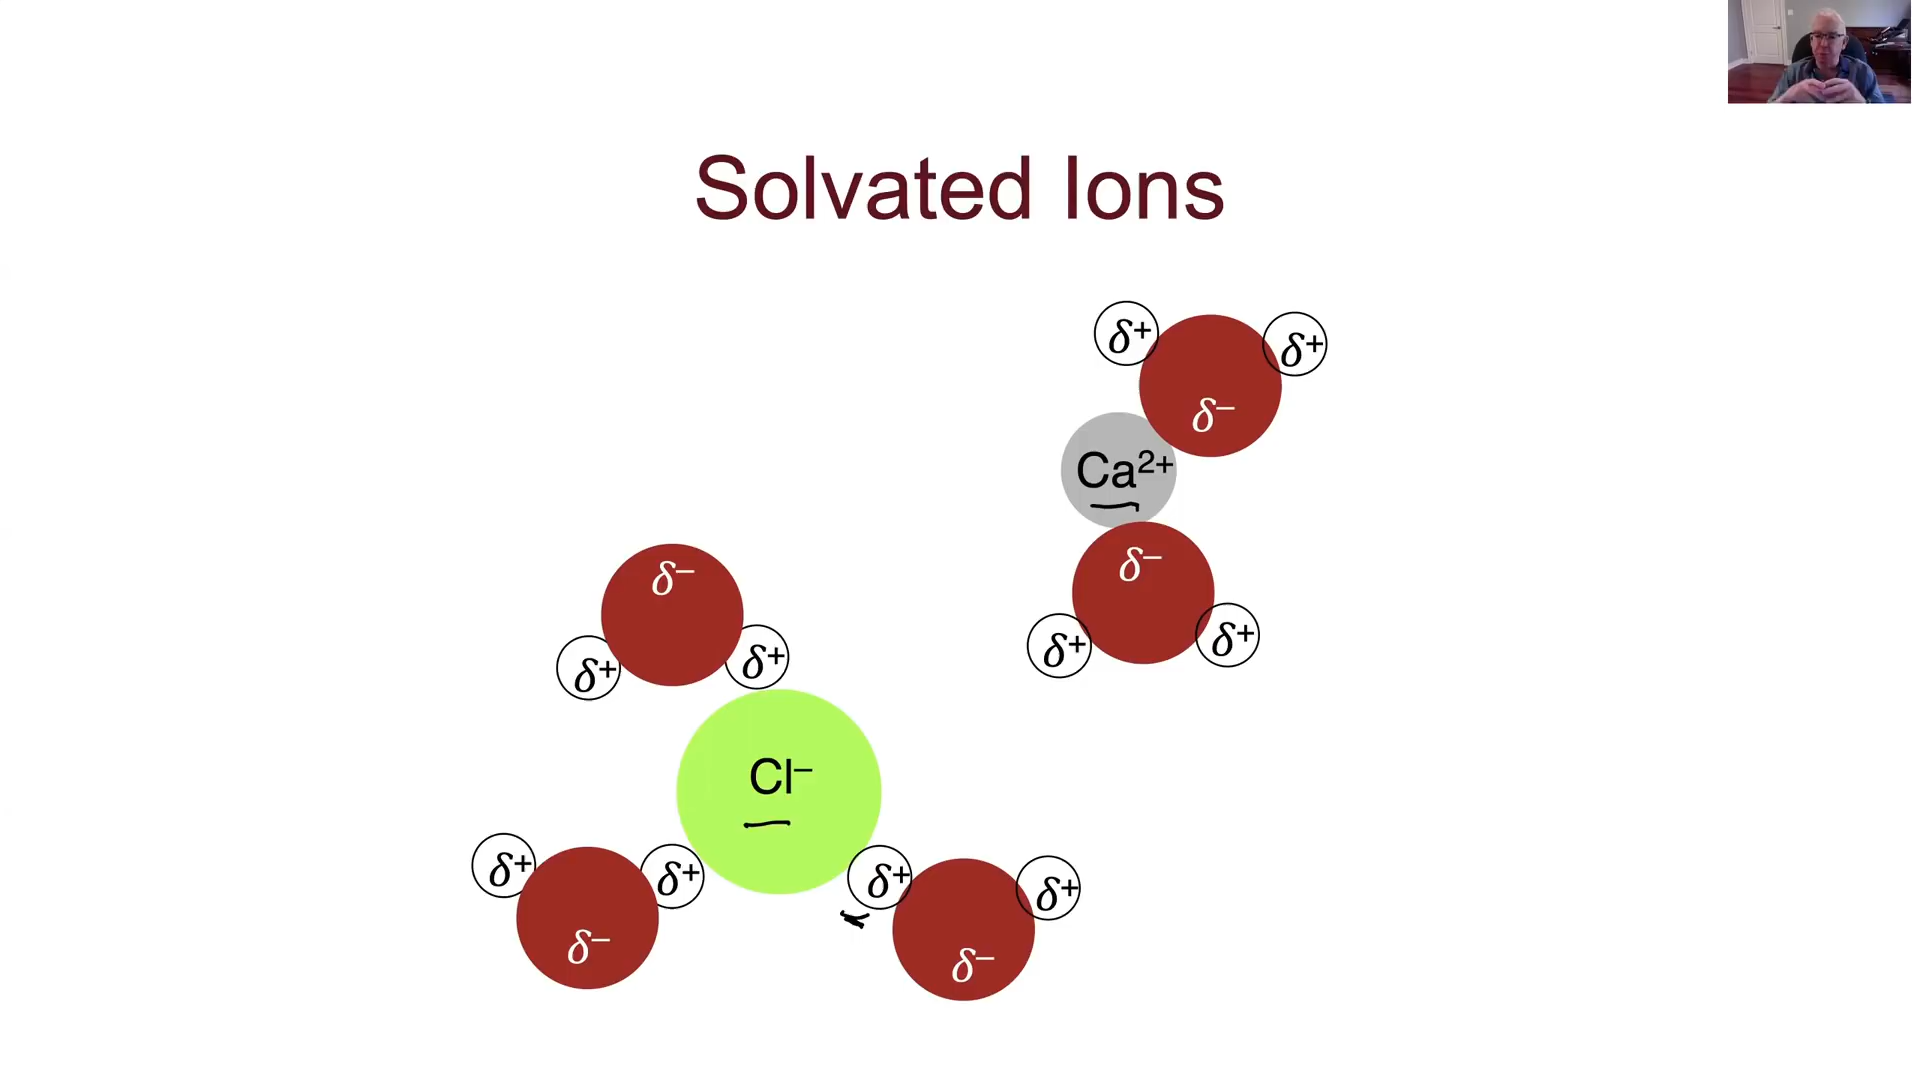 Solvated Ions
δ+ δ+
δ−
Ca2+
δ−
δ+ δ+
δ−
δ+ δ+
Cl−
δ+ δ+ δ+ δ+
δ− δ−